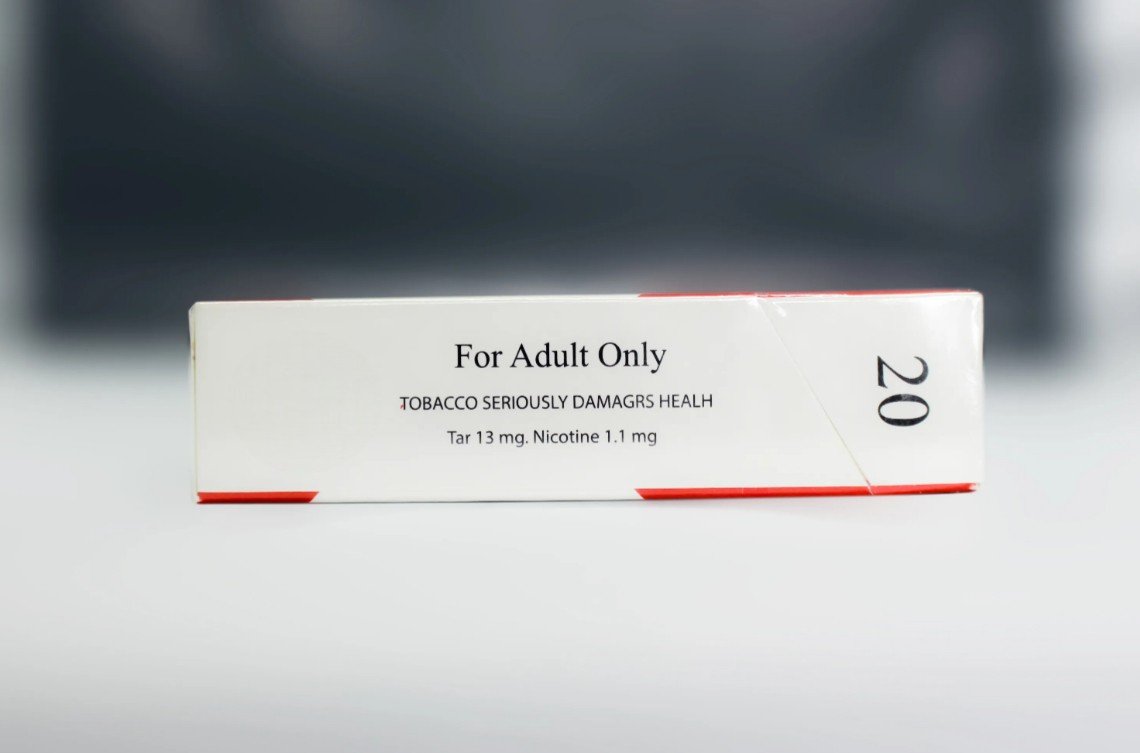 For Adult Only
TOBACCO SERIOUSLY DAMAGRS HEALH
Tar 13 mg. Nicotine 1.1 mg
20